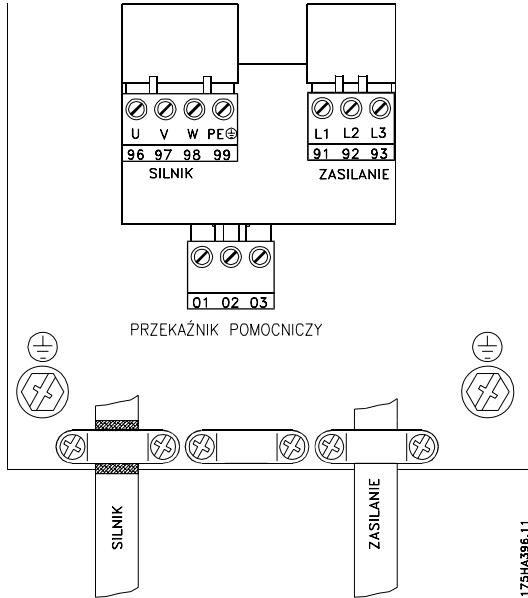 U V W PE
96 97 98 99
SILNIK
L1 L2 L3
91 92 93
ZASILANIE
01 02 03
PRZEKAŹNIK POMOCNICZY
SILNIK
ZASILANIE
175HA396.11